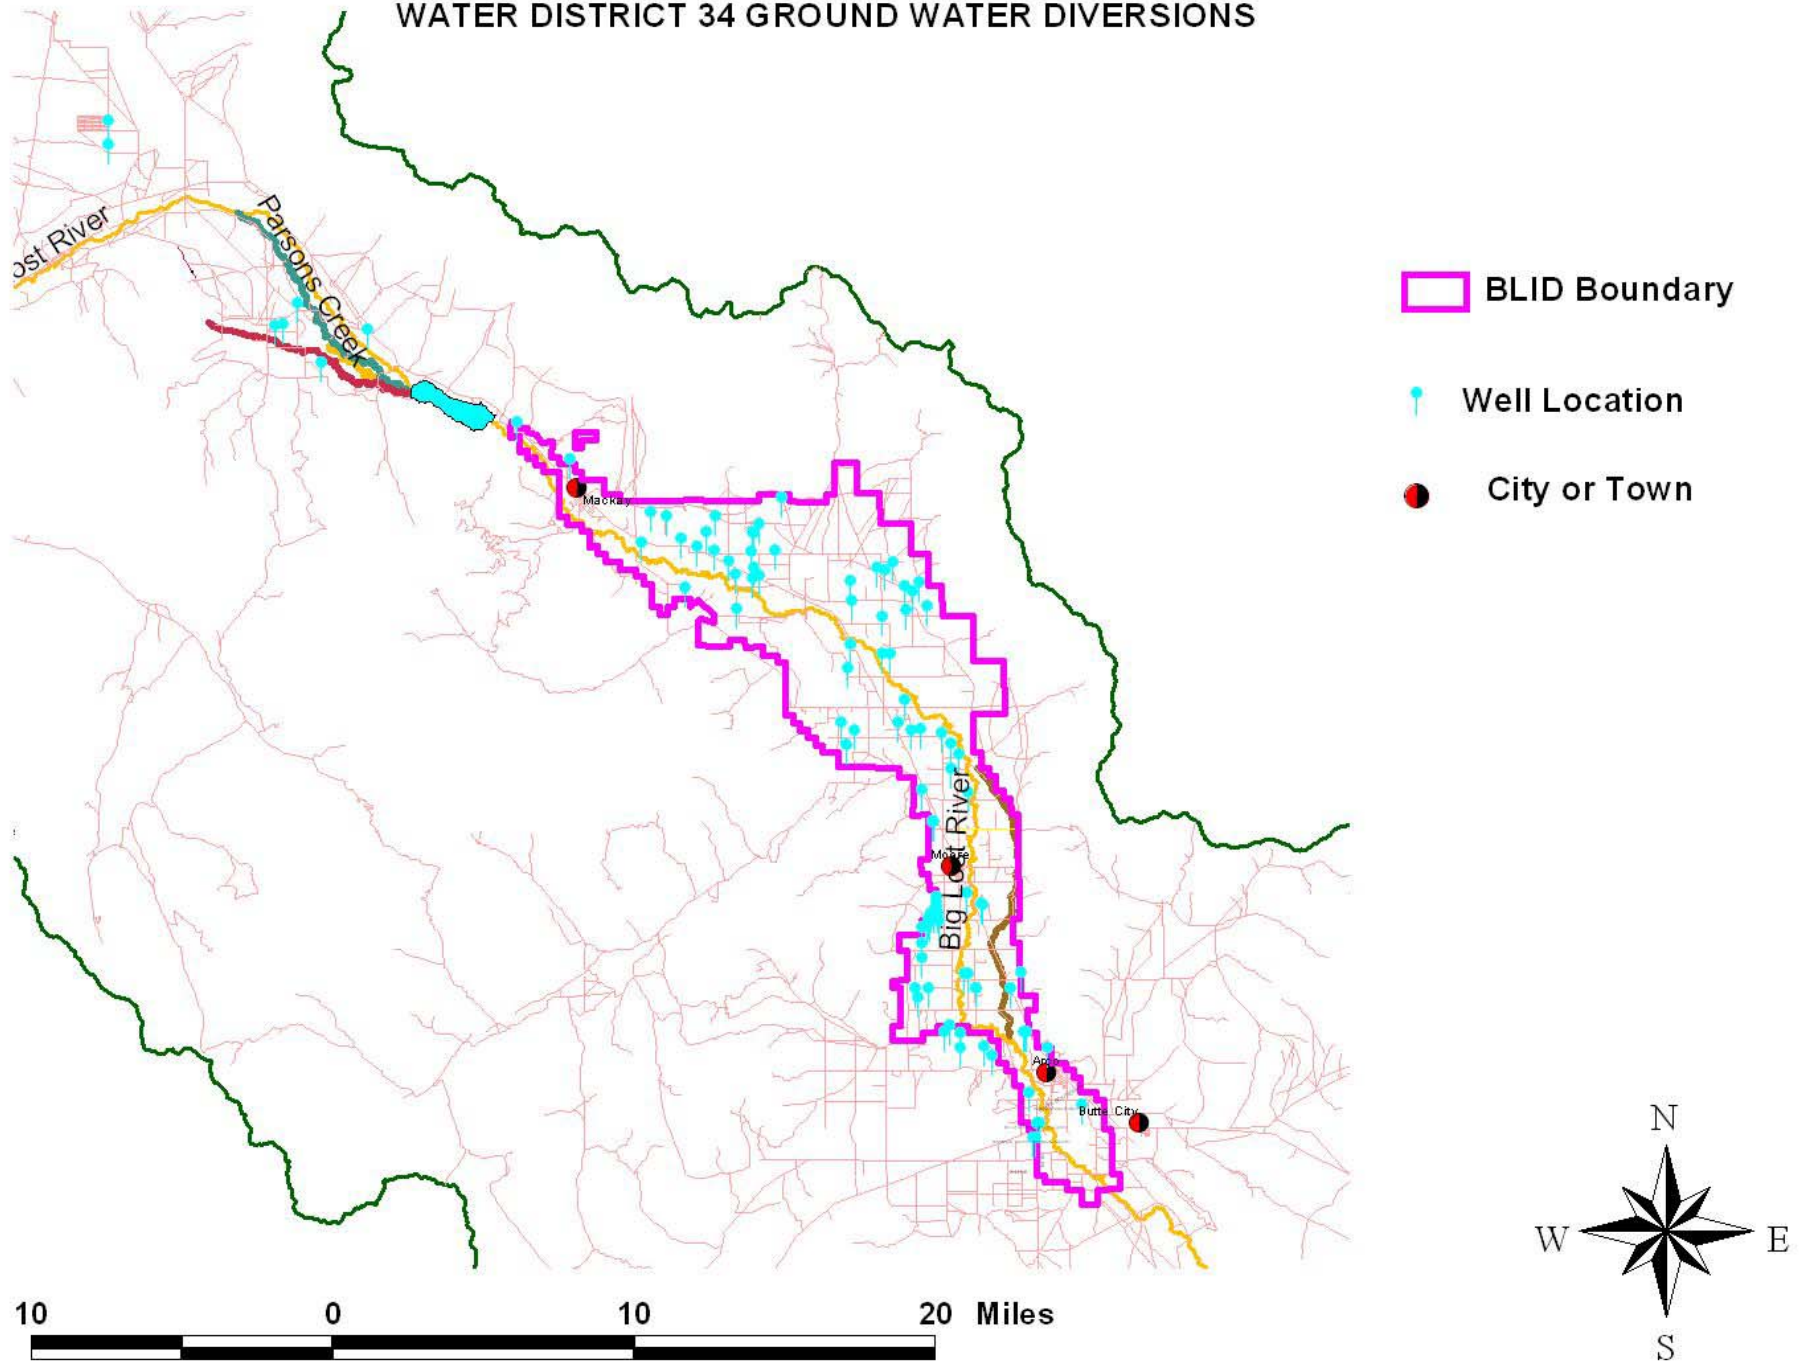 WATER DISTRICT 34 GROUND WATER DIVERSIONS
ost River
Parsons Creek
BLID Boundary
Well Location
City or Town
Mackay
Big Lost River
Moore
Arco
Butte City
N
W
E
S
10 0 10 20 Miles